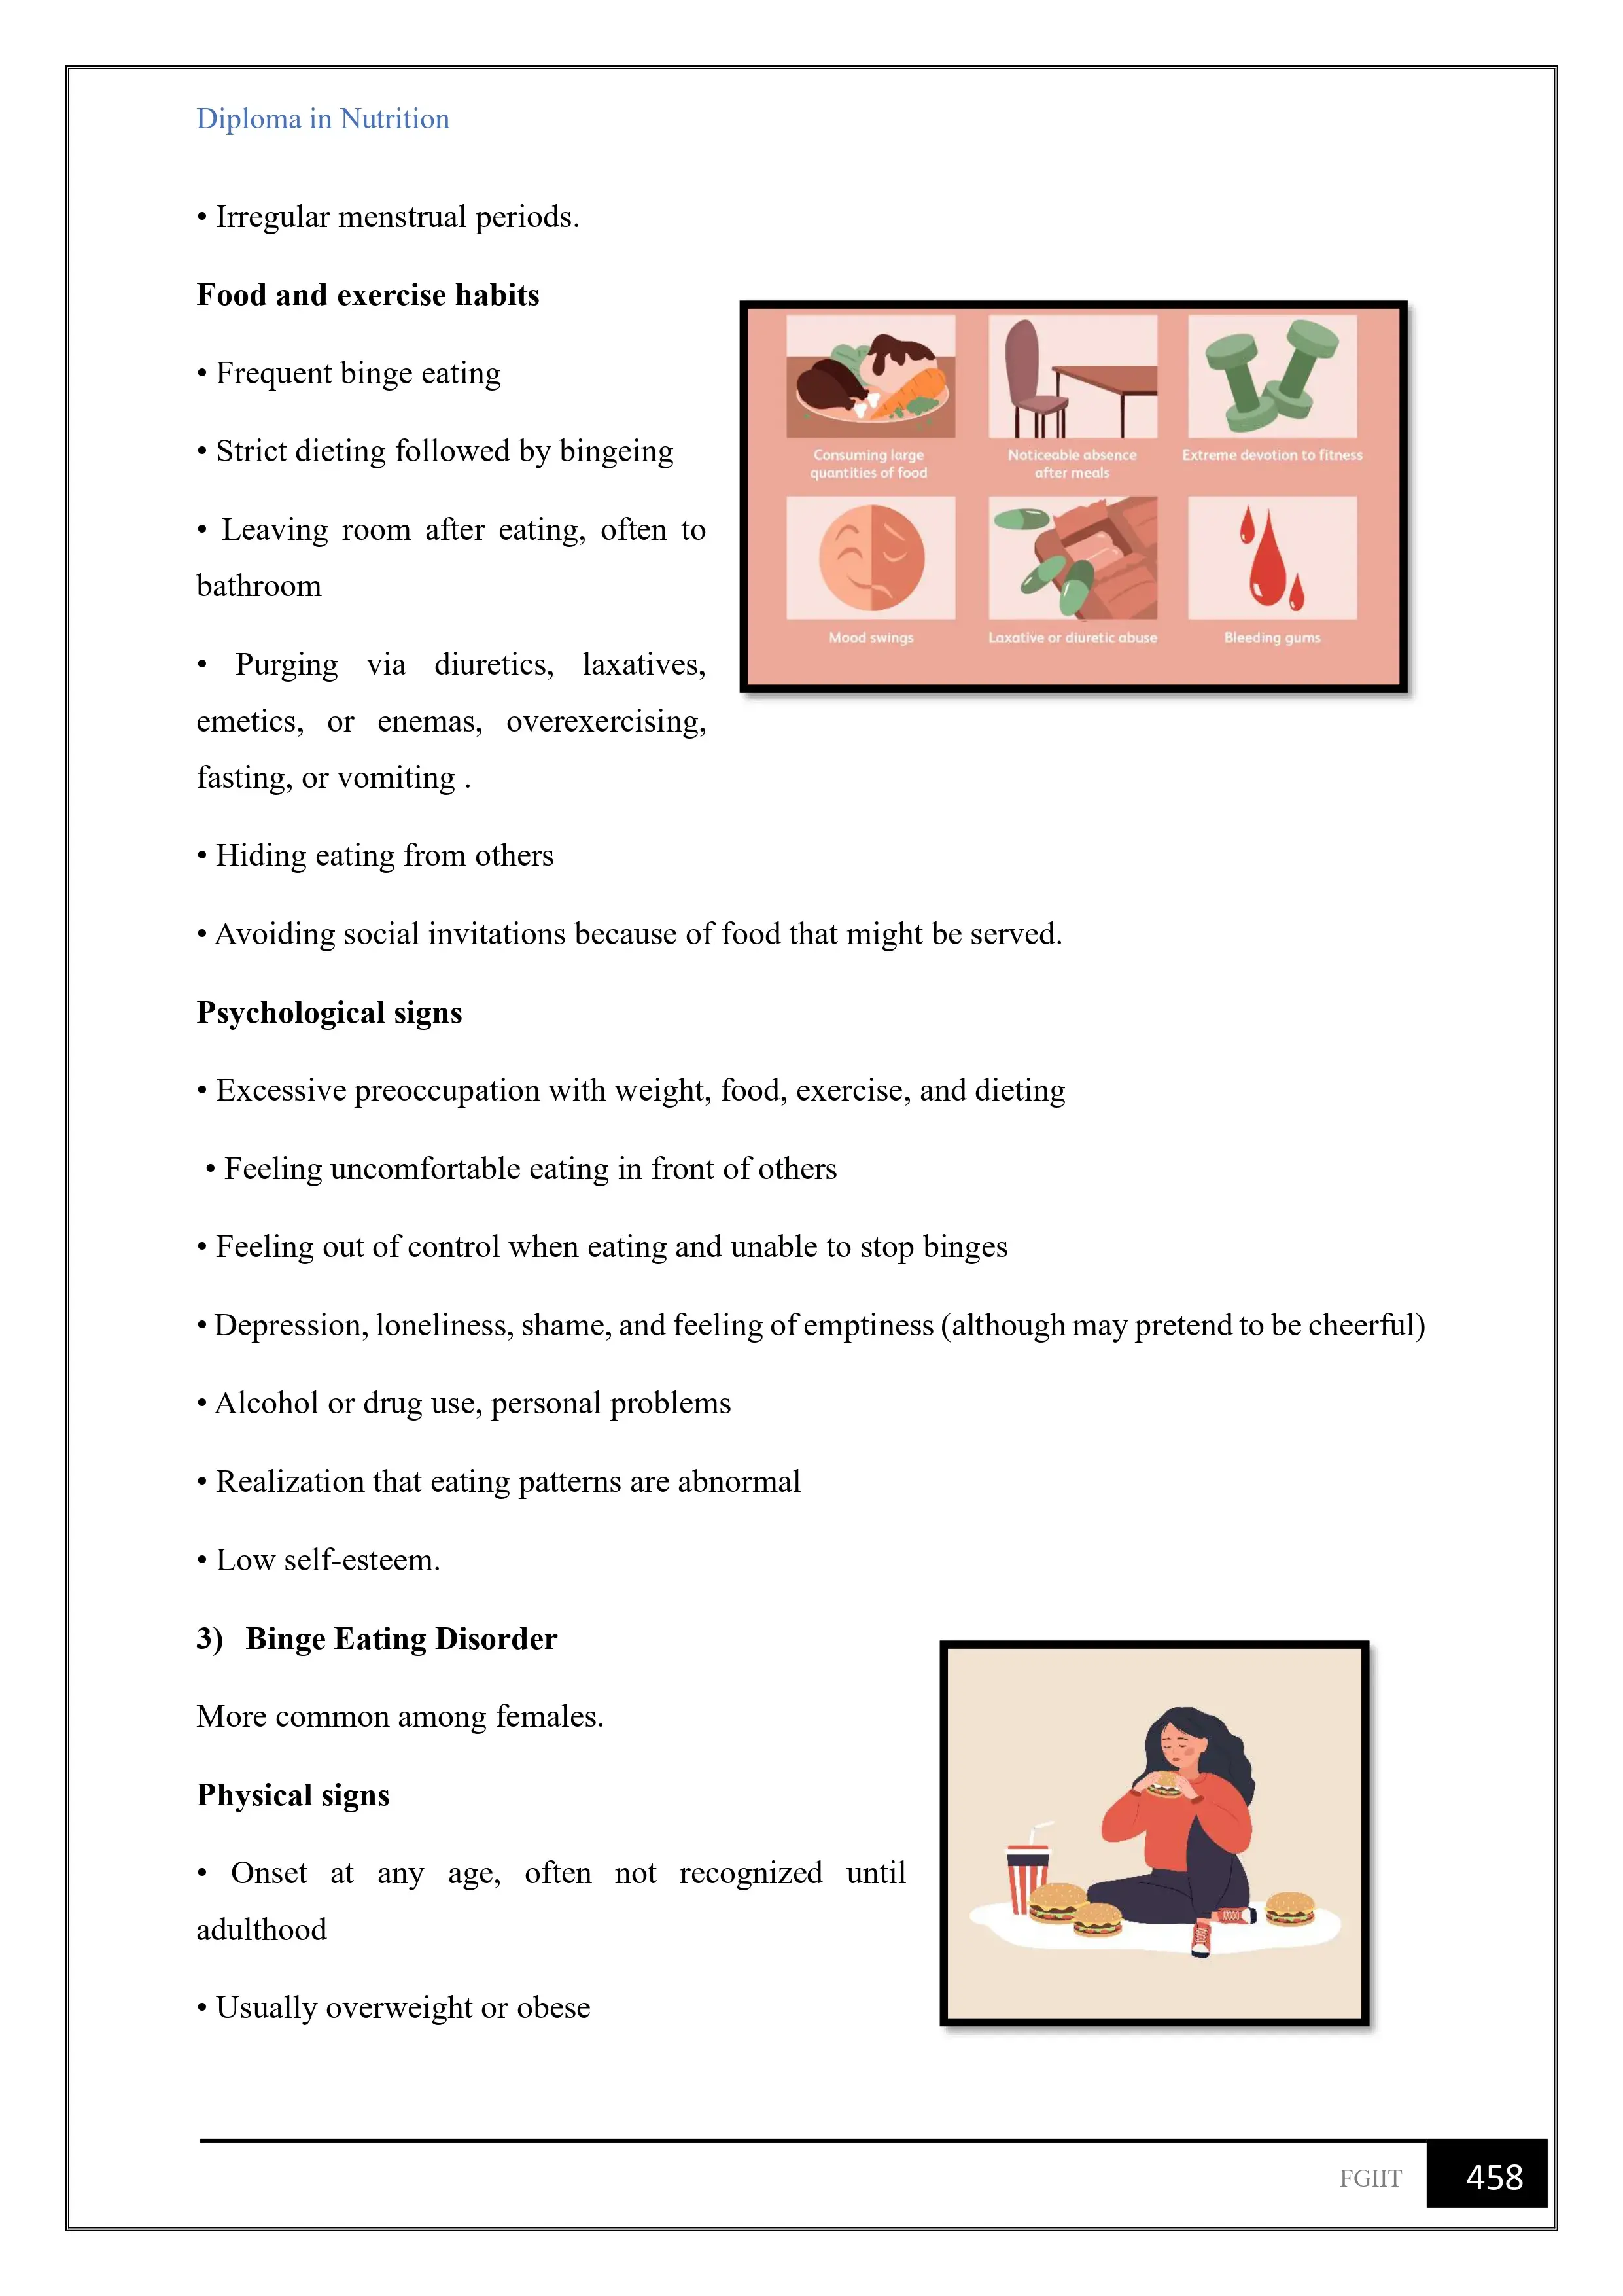 Diploma in Nutrition
• Irregular menstrual periods.
Food and exercise habits
• Frequent binge eating
• Strict dieting followed by bingeing
• Leaving room after eating, often to
bathroom
• Purging via diuretics, laxatives,
emetics, or enemas, overexercising,
fasting, or vomiting .
Consuming large
quantities of food
Noticeable absence
after meals
Extreme devotion to fitness
Mood swings
Laxative or diuretic abuse
Bleeding gums
• Hiding eating from others
• Avoiding social invitations because of food that might be served.
Psychological signs
• Excessive preoccupation with weight, food, exercise, and dieting
• Feeling uncomfortable eating in front of others
• Feeling out of control when eating and unable to stop binges
• Depression, loneliness, shame, and feeling of emptiness (although may pretend to be cheerful)
• Alcohol or drug use, personal problems
• Realization that eating patterns are abnormal
• Low self-esteem.
3) Binge Eating Disorder
More common among females.
Physical signs
• Onset at any age, often not recognized until
adulthood
• Usually overweight or obese
FGIIT 458